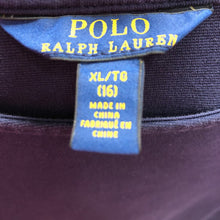 POLO
RALPH LAUREN
XL/TG
(16)
MADE IN
CHINA
FABRIQUÉ EN
CHINE